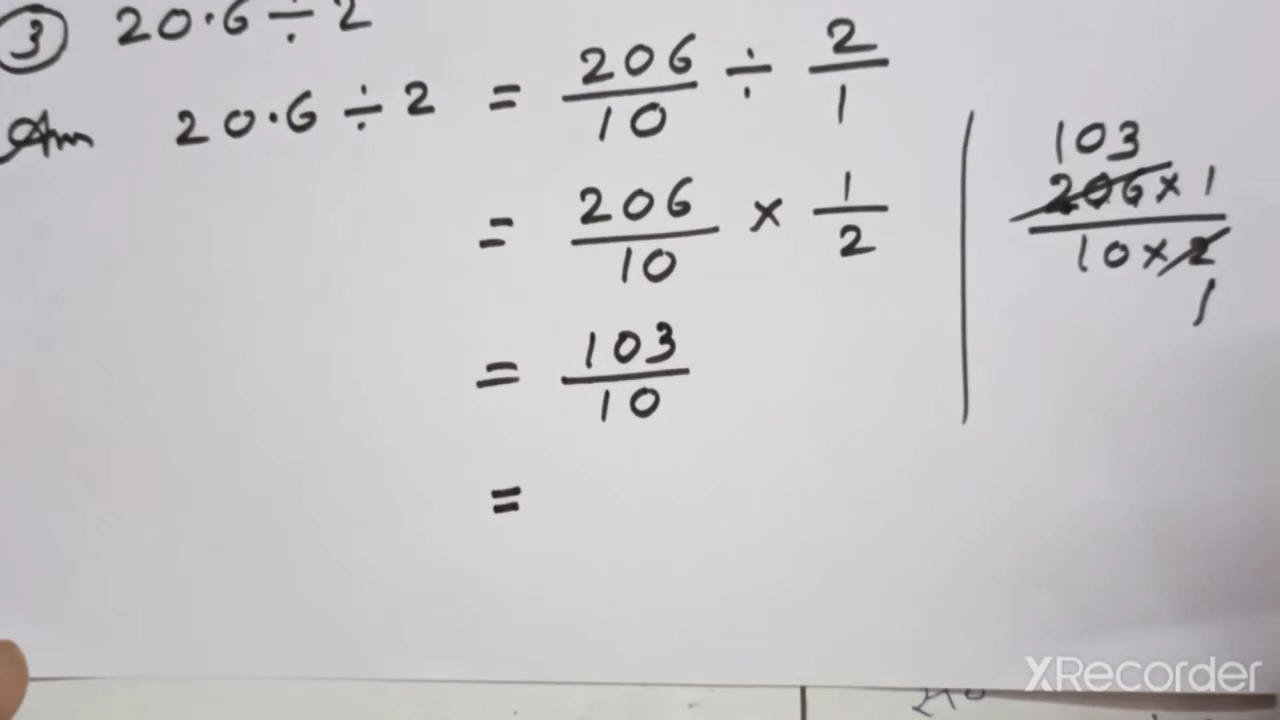 ③ 20.6 ÷ 2
Ans 20.6 ÷ 2 = 206/10 ÷ 2/1
= 206/10 × 1/2
= 103/10
=
103
206 × 1
10 × 2
1
XRecorder